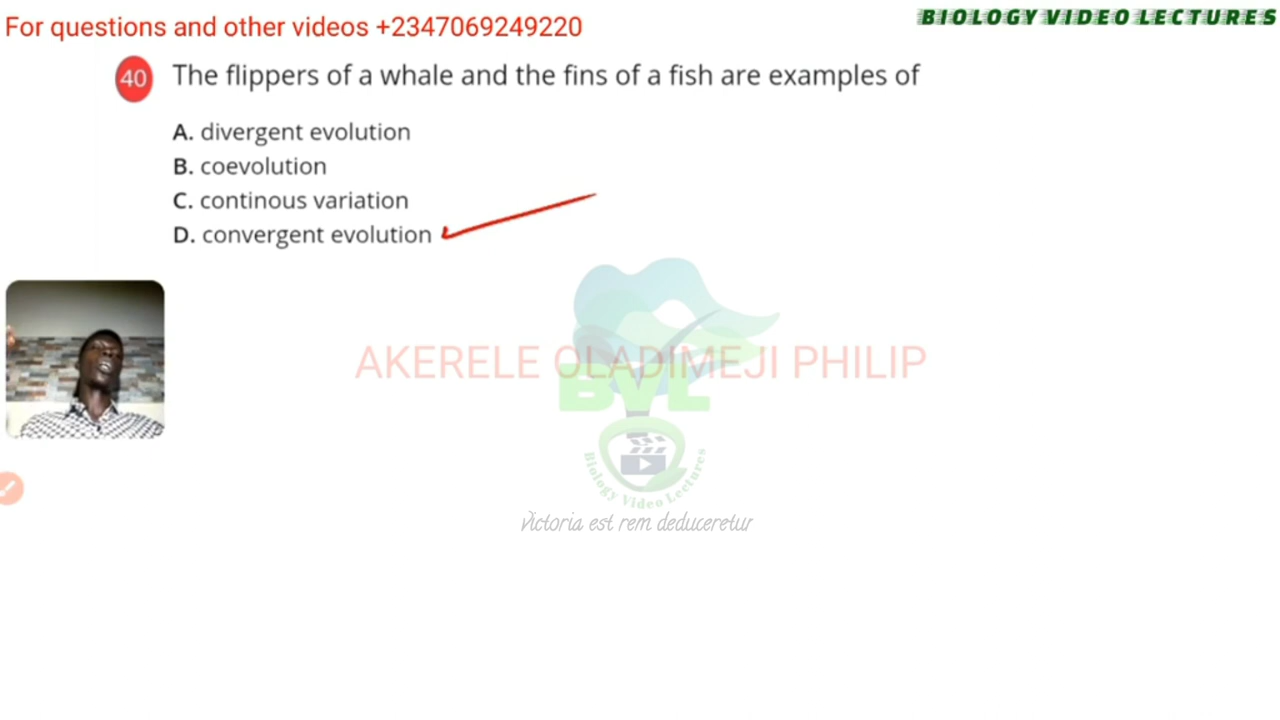 For questions and other videos +2347069249220
BIOLOGY VIDEO LECTURES
40 The flippers of a whale and the fins of a fish are examples of
A. divergent evolution
B. coevolution
C. continous variation
D. convergent evolution
AKERELE OLADIMEJI PHILIP
BVL
Biology Video Lectures
Victoria est rem deduceretur